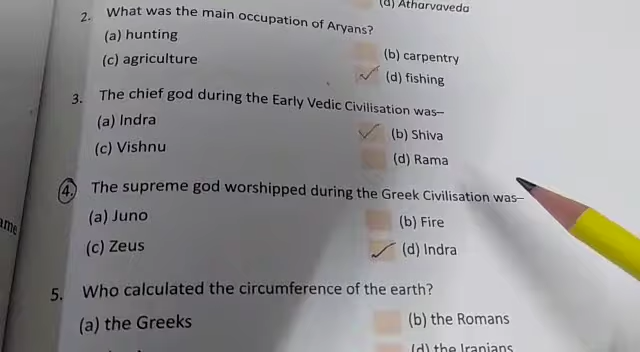 (d) Atharvaveda
2. What was the main occupation of Aryans?
(a) hunting
(b) carpentry
(c) agriculture
(d) fishing
3. The chief god during the Early Vedic Civilisation was–
(a) Indra
(b) Shiva
(c) Vishnu
(d) Rama
4. The supreme god worshipped during the Greek Civilisation was–
(a) Juno
(b) Fire
(c) Zeus
(d) Indra
5. Who calculated the circumference of the earth?
(a) the Greeks
(b) the Romans
(d) the Iranians